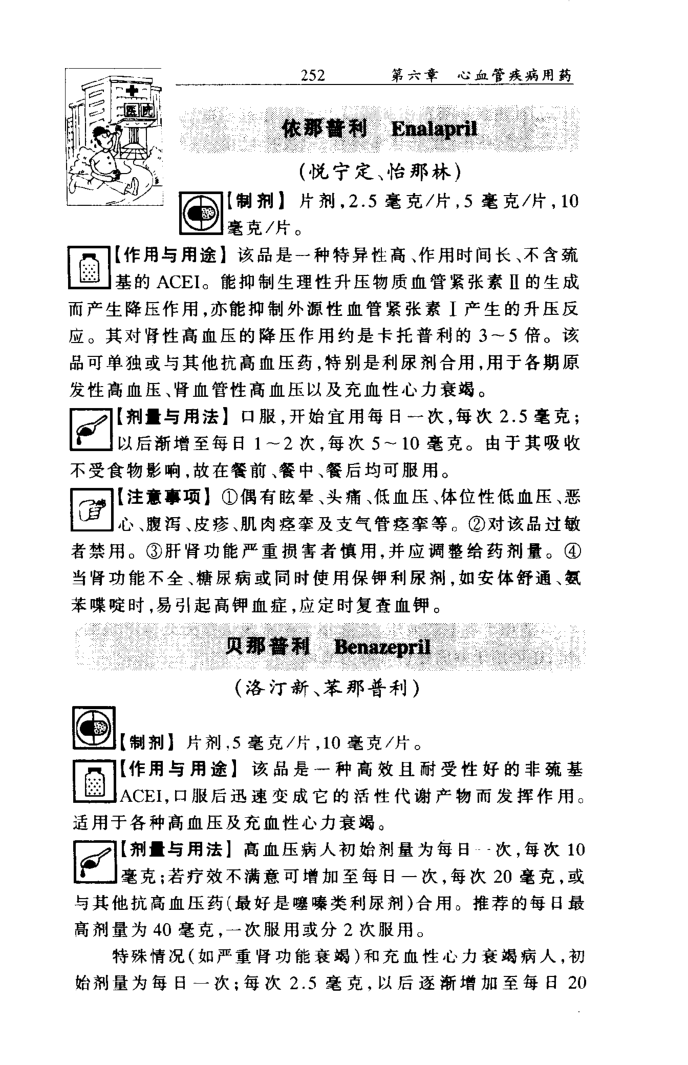 252 第六章 心血管疾病用药
医院
依那普利 Enalapril
(悦宁定、怡那林)
【制剂】 片剂,2.5 毫克/片,5 毫克/片,10
毫克/片。
【作用与用途】 该品是一种特异性高、作用时间长、不含巯
基的 ACEI。能抑制生理性升压物质血管紧张素Ⅱ的生成
而产生降压作用,亦能抑制外源性血管紧张素Ⅰ产生的升压反
应。其对肾性高血压的降压作用约是卡托普利的 3～5 倍。该
品可单独或与其他抗高血压药,特别是利尿剂合用,用于各期原
发性高血压、肾血管性高血压以及充血性心力衰竭。
【剂量与用法】 口服,开始宜用每日一次,每次 2.5 毫克;
以后渐增至每日 1～2 次,每次 5～10 毫克。由于其吸收
不受食物影响,故在餐前、餐中、餐后均可服用。
【注意事项】 ①偶有眩晕、头痛、低血压、体位性低血压、恶
心、腹泻、皮疹、肌肉痉挛及支气管痉挛等。②对该品过敏
者禁用。③肝肾功能严重损害者慎用,并应调整给药剂量。④
当肾功能不全、糖尿病或同时使用保钾利尿剂,如安体舒通、氨
苯喋啶时,易引起高钾血症,应定时复查血钾。
贝那普利 Benazepril
(洛汀新、苯那普利)
【制剂】 片剂,5 毫克/片,10 毫克/片。
【作用与用途】 该品是一种高效且耐受性好的非巯基
ACEI,口服后迅速变成它的活性代谢产物而发挥作用。
适用于各种高血压及充血性心力衰竭。
【剂量与用法】 高血压病人初始剂量为每日一次,每次 10
毫克;若疗效不满意可增加至每日一次,每次 20 毫克,或
与其他抗高血压药(最好是噻嗪类利尿剂)合用。推荐的每日最
高剂量为 40 毫克,一次服用或分 2 次服用。
特殊情况(如严重肾功能衰竭)和充血性心力衰竭病人,初
始剂量为每日一次;每次 2.5 毫克,以后逐渐增加至每日 20